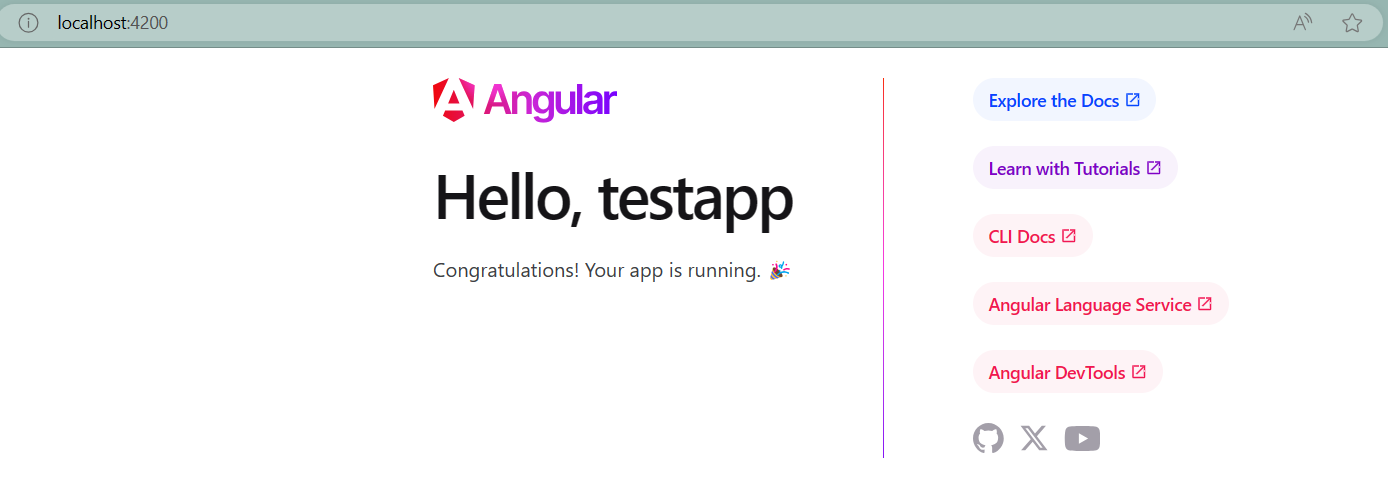 localhost:4200
Angular
Hello, testapp
Congratulations! Your app is running. 🎉
Explore the Docs
Learn with Tutorials
CLI Docs
Angular Language Service
Angular DevTools